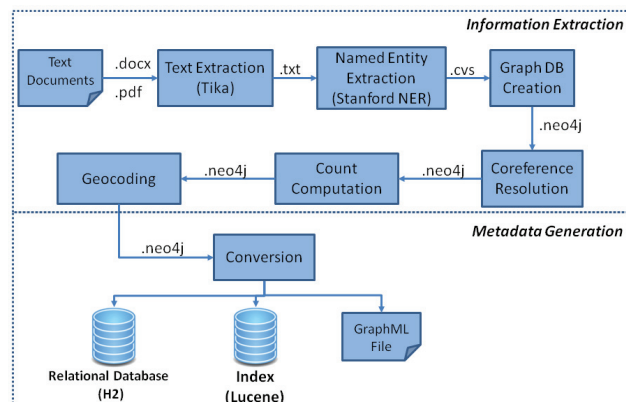 Information Extraction
Text
Documents
.docx
.pdf
Text Extraction
(Tika)
.txt
Named Entity
Extraction
(Stanford NER)
.cvs
Graph DB
Creation
.neo4j
Geocoding
.neo4j
Count
Computation
.neo4j
Coreference
Resolution
Metadata Generation
.neo4j
Conversion
Relational Database
(H2)
Index
(Lucene)
GraphML
File